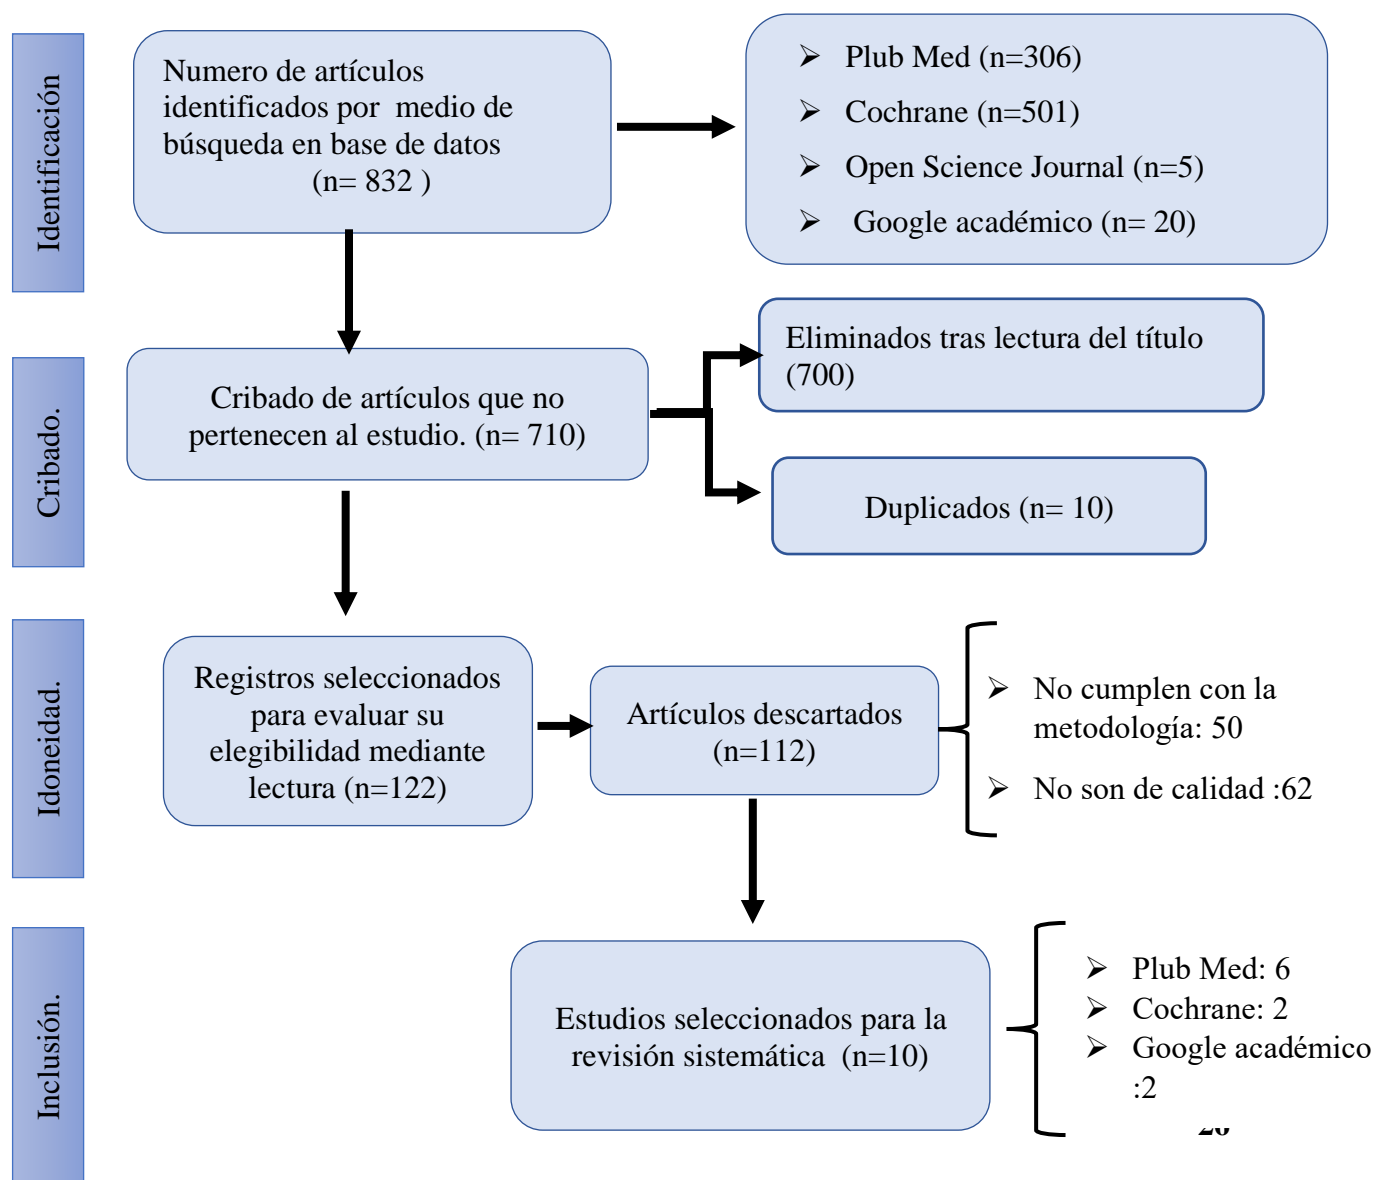 Identificación
Numero de artículos
identificados por medio de
búsqueda en base de datos
(n= 832 )
➢ Plub Med (n=306)
➢ Cochrane (n=501)
➢ Open Science Journal (n=5)
➢ Google académico (n= 20)
Cribado.
Cribado de artículos que no
pertenecen al estudio. (n= 710)
Eliminados tras lectura del título
(700)
Duplicados (n= 10)
Idoneidad.
Registros seleccionados
para evaluar su
elegibilidad mediante
lectura (n=122)
Artículos descartados
(n=112)
➢ No cumplen con la
metodología: 50
➢ No son de calidad :62
Inclusión.
Estudios seleccionados para la
revisión sistemática (n=10)
➢ Plub Med: 6
➢ Cochrane: 2
➢ Google académico
:2